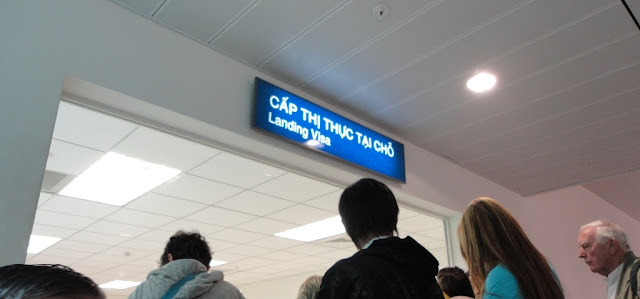 CẤP THỊ THỰC TẠI CHỖ
Landing Visa